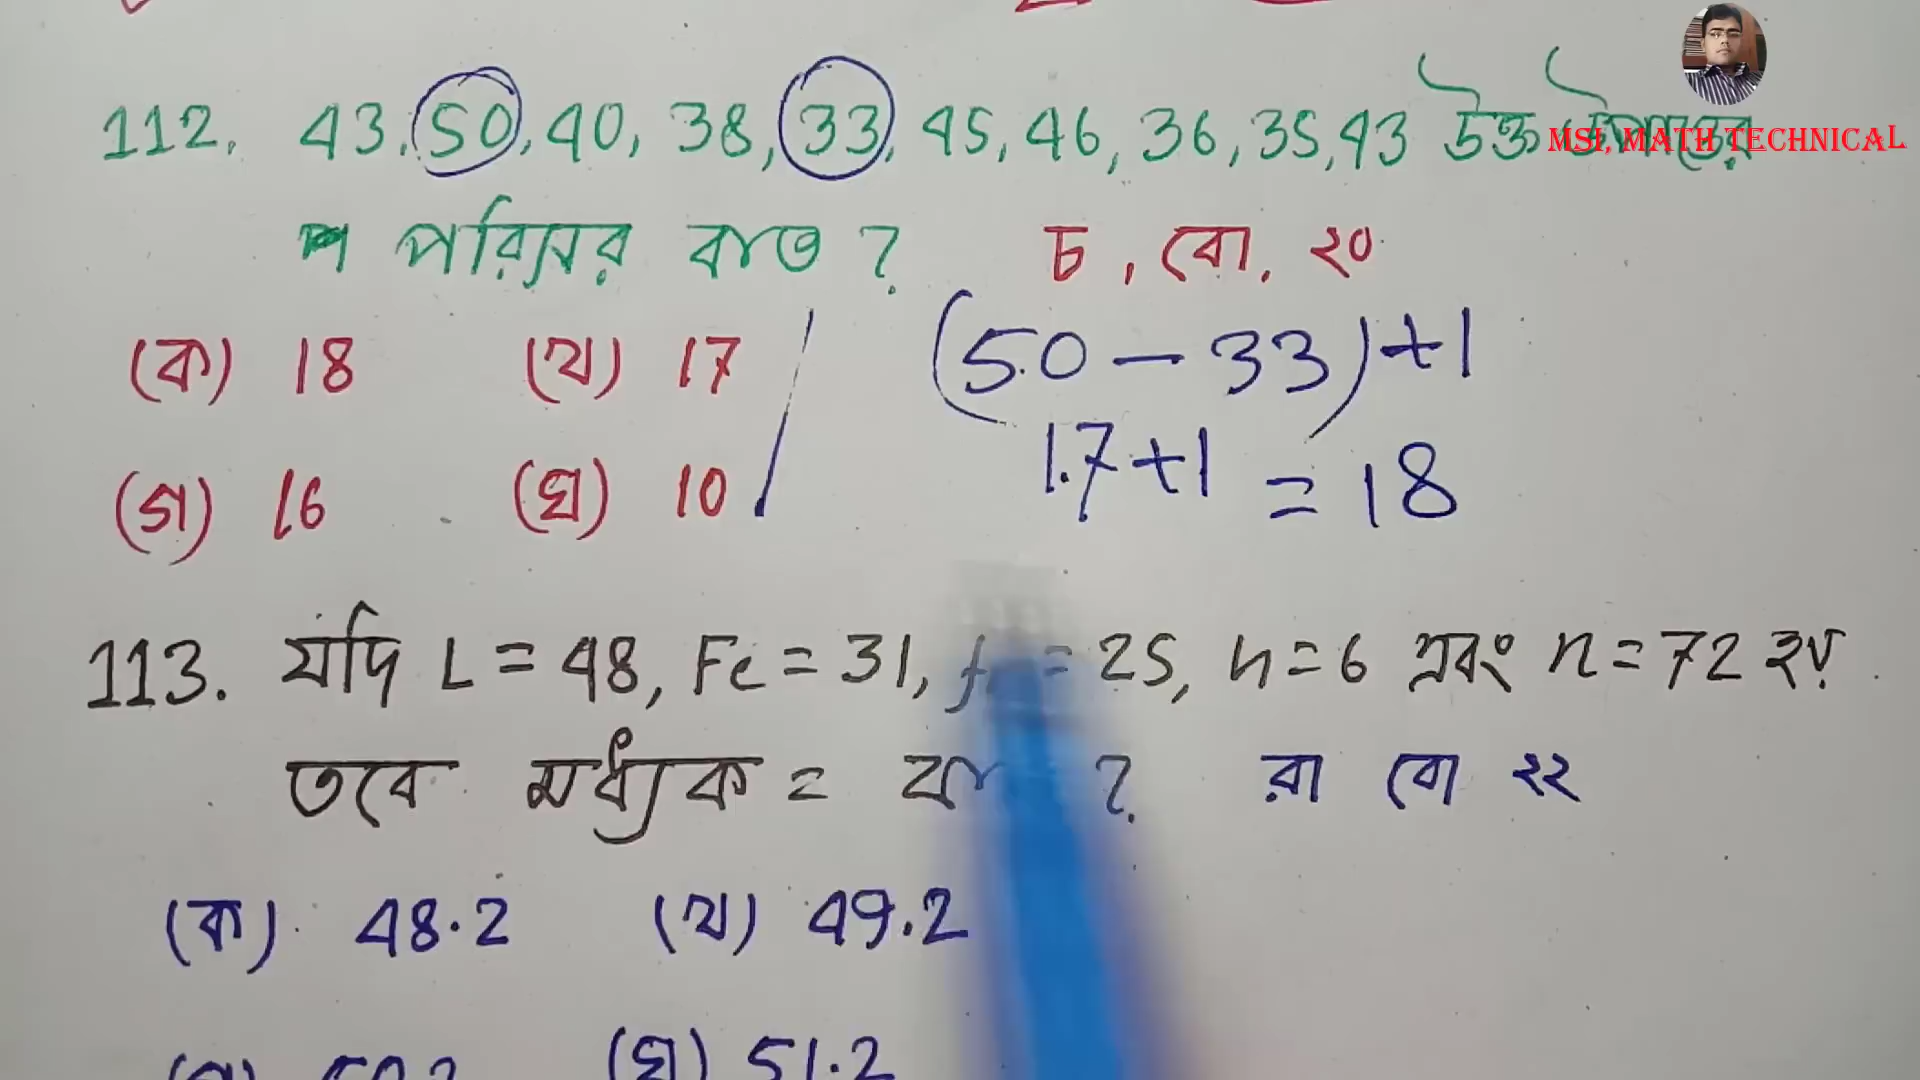 112. 43, 50, 40, 38, 33, 45, 46, 36, 35, 43 উক্ত উপাত্তের
MSI, MATH TECHNICAL
পরিসর কত ? চ, বো. ২০
(ক) 18 (খ) 17 (50 - 33) + 1
(গ) 16 (ঘ) 10 17 + 1 = 18
113. যদি L = 48, Fc = 31, = 25, h = 6 এবং n = 72 হয়
তবে মধ্যক = ? রা বো ২২
(ক) 48.2 (খ) 49.2
(ঘ) 51.2